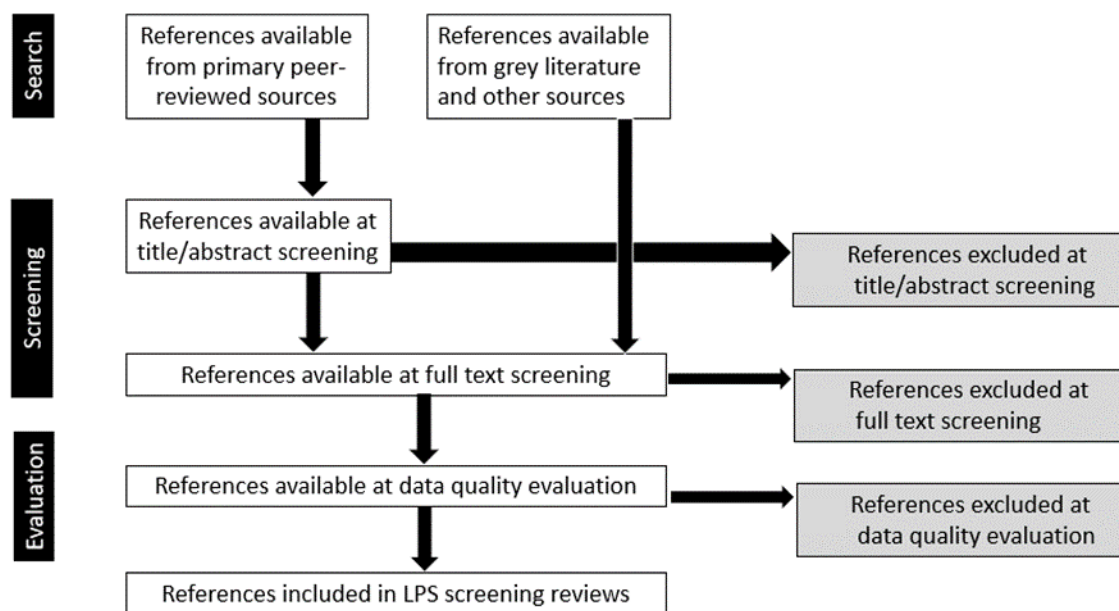 Search
References available
from primary peer-
reviewed sources
References available
from grey literature
and other sources
Screening
References available at
title/abstract screening
References excluded at
title/abstract screening
References available at full text screening
References excluded at
full text screening
Evaluation
References available at data quality evaluation
References excluded at
data quality evaluation
References included in LPS screening reviews